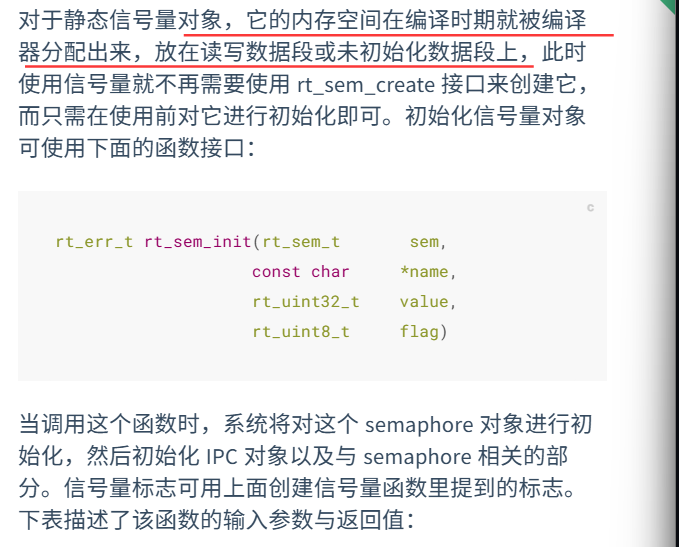 对于静态信号量对象，它的内存空间在编译时期就被编译
器分配出来，放在读写数据段或未初始化数据段上，此时
使用信号量就不再需要使用 rt_sem_create 接口来创建它，
而只需在使用前对它进行初始化即可。初始化信号量对象
可使用下面的函数接口：
c
rt_err_t rt_sem_init(rt_sem_t sem,
const char *name,
rt_uint32_t value,
rt_uint8_t flag)
当调用这个函数时，系统将对这个 semaphore 对象进行初
始化，然后初始化 IPC 对象以及与 semaphore 相关的部
分。信号量标志可用上面创建信号量函数里提到的标志。
下表描述了该函数的输入参数与返回值：